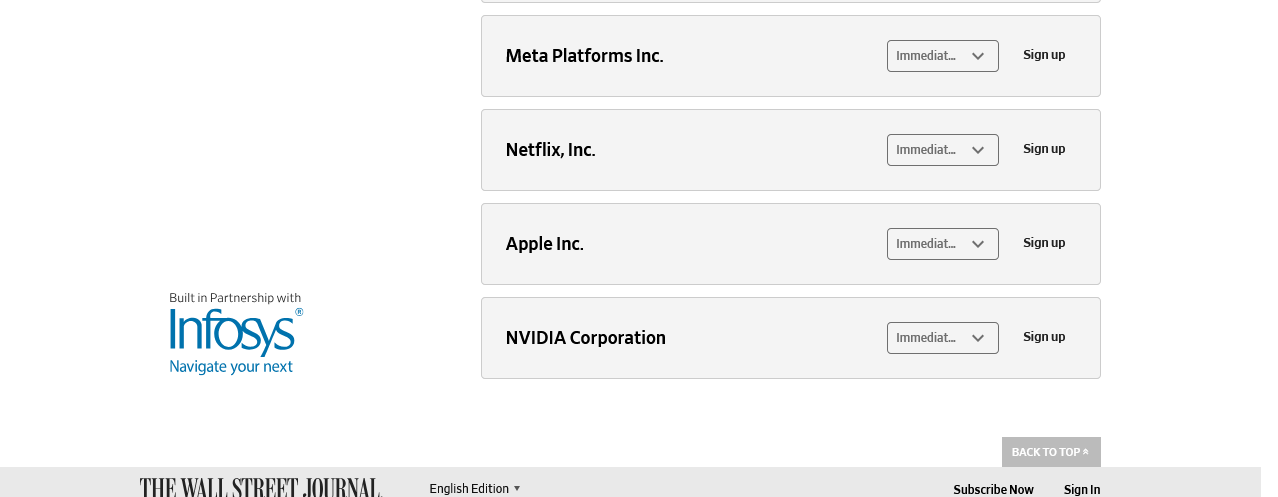 Meta Platforms Inc. Immediat... Sign up
Netflix, Inc. Immediat... Sign up
Apple Inc. Immediat... Sign up
Built in Partnership with
Infosys®
Navigate your next
NVIDIA Corporation Immediat... Sign up
BACK TO TOP
THE WALL STREET JOURNAL. English Edition Subscribe Now Sign In